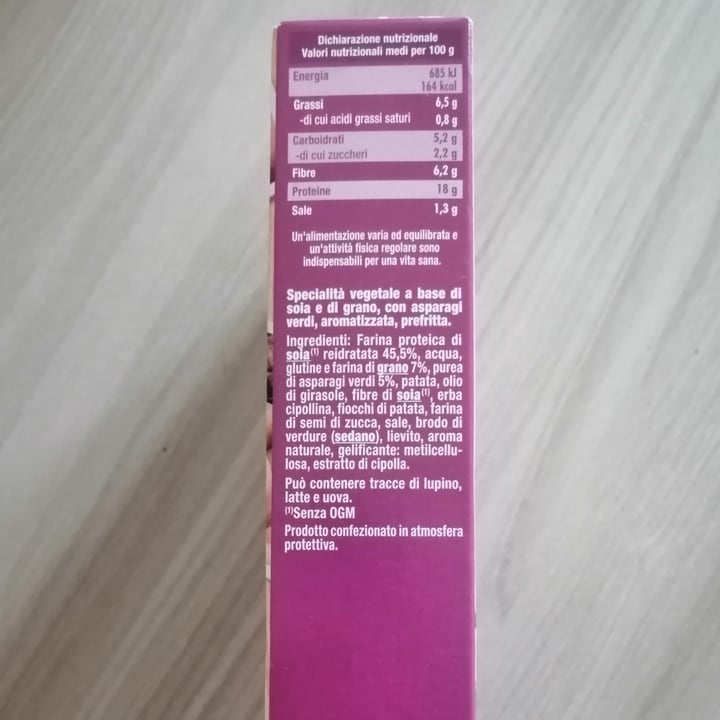 Dichiarazione nutrizionale
Valori nutrizionali medi per 100 g
Energia 685 kJ
164 kcal
Grassi 6,5 g
-di cui acidi grassi saturi 0,8 g
Carboidrati 5,2 g
-di cui zuccheri 2,2 g
Fibre 6,2 g
Proteine 18 g
Sale 1,3 g
Un'alimentazione varia ed equilibrata e
un'attività fisica regolare sono
indispensabili per una vita sana.
Specialità vegetale a base di
soia e di grano, con asparagi
verdi, aromatizzata, prefritta.
Ingredienti: Farina proteica di
soia(1) reidratata 45,5%, acqua,
glutine e farina di grano 7%, purea
di asparagi verdi 5%, patata, olio
di girasole, fibre di soia(1), erba
cipollina, fiocchi di patata, farina
di semi di zucca, sale, brodo di
verdure (sedano), lievito, aroma
naturale, gelificante: metilcellu-
losa, estratto di cipolla.
Può contenere tracce di lupino,
latte e uova.
(1)Senza OGM
Prodotto confezionato in atmosfera
protettiva.